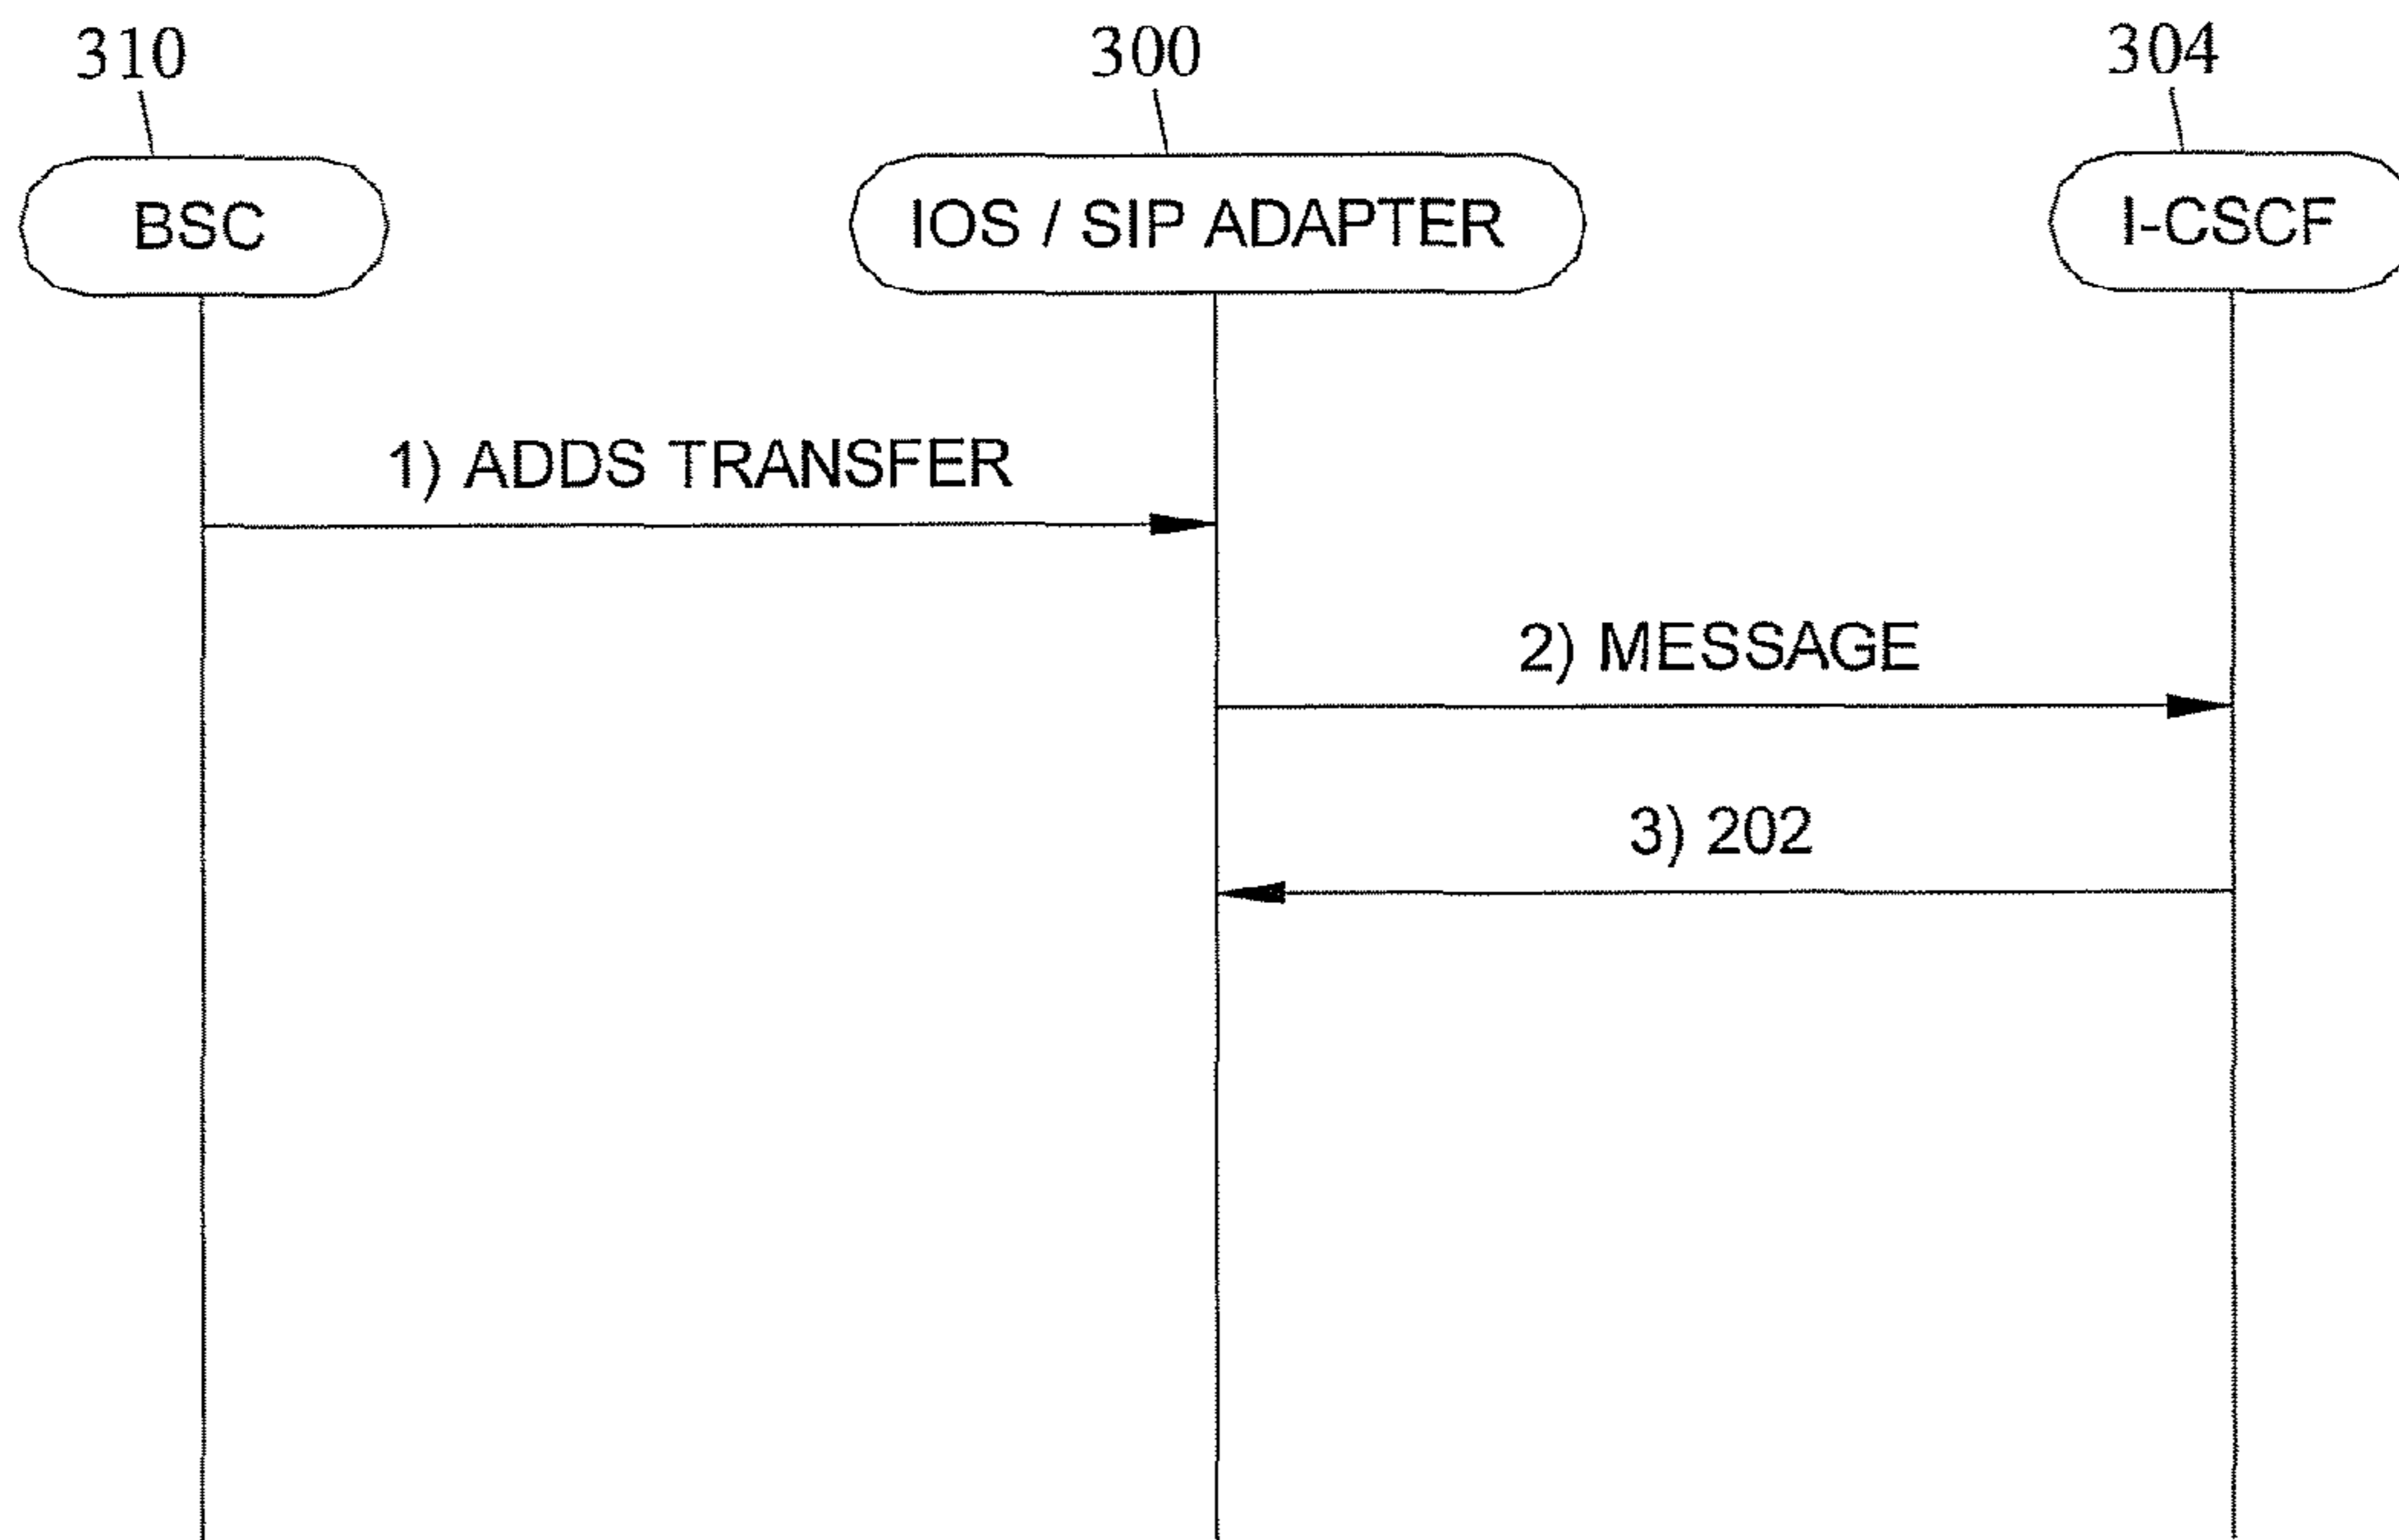 310
300
304
BSC
IOS / SIP ADAPTER
I-CSCF
1) ADDS TRANSFER
2) MESSAGE
3) 202